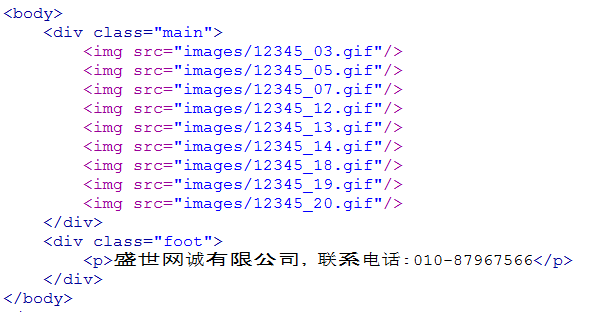 <body>
<div class="main">
<img src="images/12345_03.gif"/>
<img src="images/12345_05.gif"/>
<img src="images/12345_07.gif"/>
<img src="images/12345_12.gif"/>
<img src="images/12345_13.gif"/>
<img src="images/12345_14.gif"/>
<img src="images/12345_18.gif"/>
<img src="images/12345_19.gif"/>
<img src="images/12345_20.gif"/>
</div>
<div class="foot">
<p>盛世网诚有限公司, 联系电话:010-87967566</p>
</div>
</body>